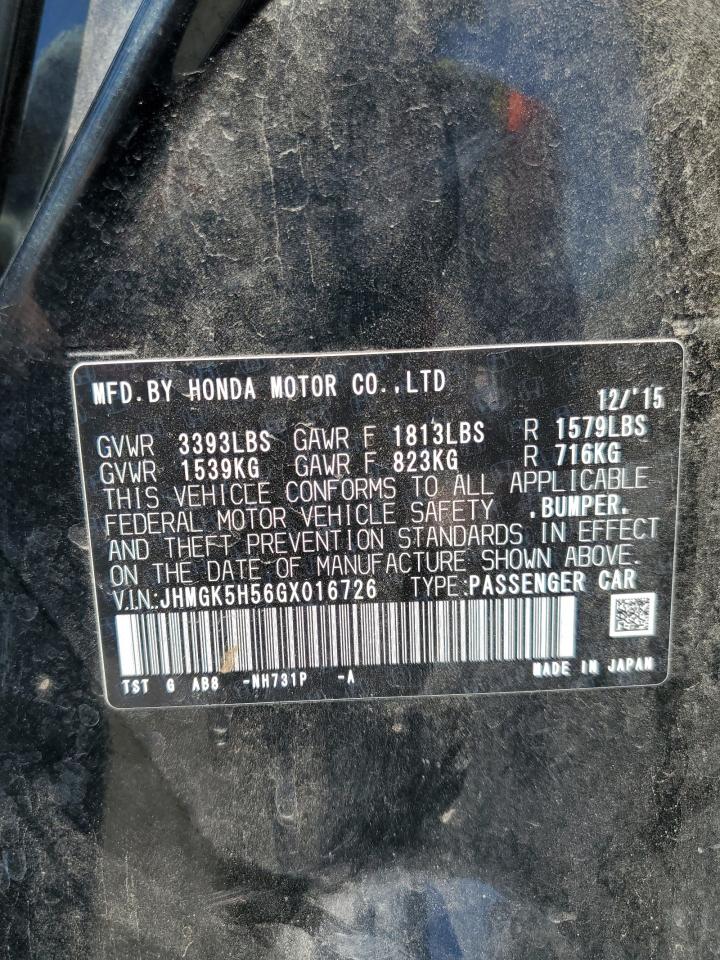 MFD.BY HONDA MOTOR CO.,LTD 12/'15
GVWR 3393LBS GAWR F 1813LBS R 1579LBS
GVWR 1539KG GAWR F 823KG R 716KG
THIS VEHICLE CONFORMS TO ALL APPLICABLE
FEDERAL MOTOR VEHICLE SAFETY ,BUMPER,
AND THEFT PREVENTION STANDARDS IN EFFECT
ON THE DATE OF MANUFACTURE SHOWN ABOVE.
V.I.N:JHMGK5H56GX016726 TYPE:PASSENGER CAR
TST G AB8 -NH731P -A MADE IN JAPAN